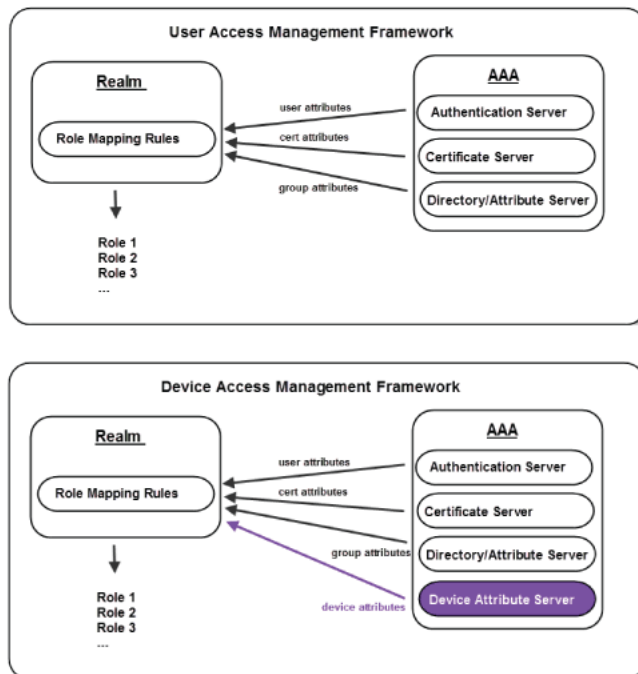 User Access Management Framework
Realm
AAA
user attributes
Authentication Server
Role Mapping Rules
cert attributes
Certificate Server
group attributes
Directory/Attribute Server
Role 1
Role 2
Role 3
...
Device Access Management Framework
Realm
AAA
user attributes
Authentication Server
Role Mapping Rules
cert attributes
Certificate Server
group attributes
Directory/Attribute Server
device attributes
Device Attribute Server
Role 1
Role 2
Role 3
...